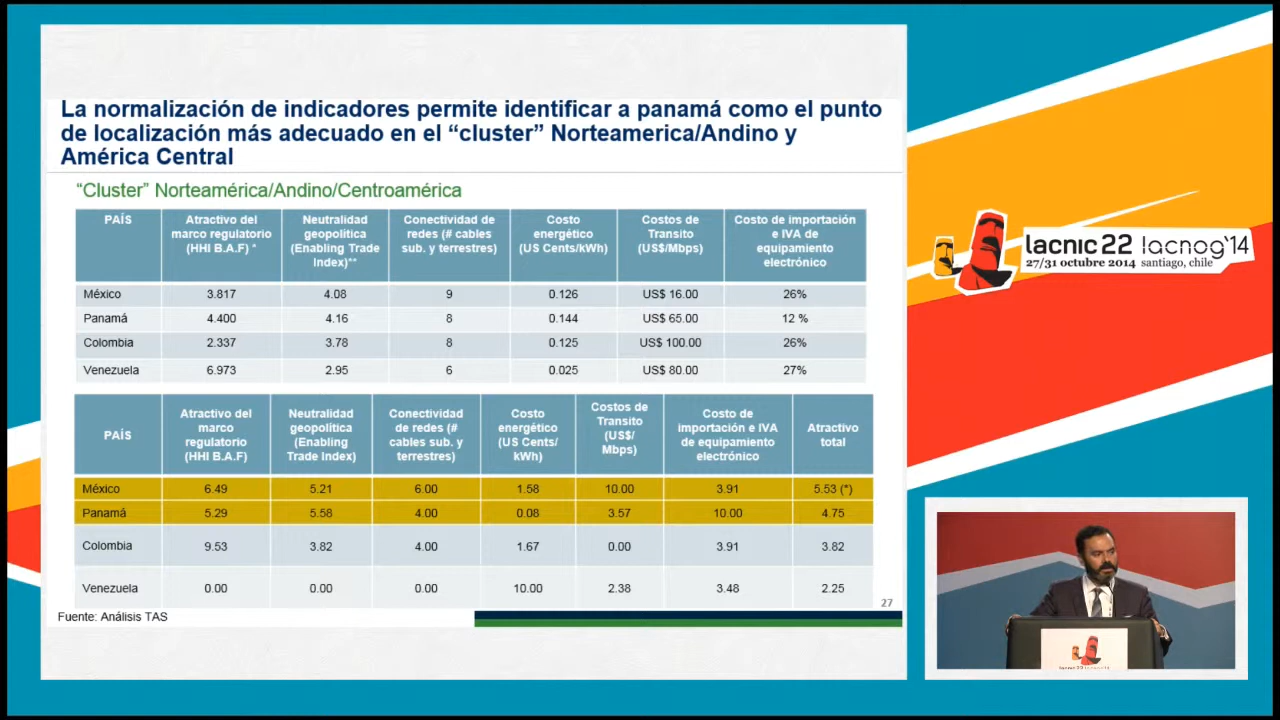 La normalización de indicadores permite identificar a panamá como el punto
de localización más adecuado en el “cluster” Norteamerica/Andino y
América Central
“Cluster” Norteamérica/Andino/Centroamérica
PAÍS Atractivo del marco regulatorio (HHI B.A.F) * Neutralidad geopolítica (Enabling Trade Index)** Conectividad de redes (# cables sub. y terrestres) Costo energético (US Cents/kWh) Costos de Transito (US$/Mbps) Costo de importación e IVA de equipamiento electrónico
México 3.817 4.08 9 0.126 US$ 16.00 26%
Panamá 4.400 4.16 8 0.144 US$ 65.00 12 %
Colombia 2.337 3.78 8 0.125 US$ 100.00 26%
Venezuela 6.973 2.95 6 0.025 US$ 80.00 27%
PAÍS Atractivo del marco regulatorio (HHI B.A.F) Neutralidad geopolítica (Enabling Trade Index) Conectividad de redes (# cables sub. y terrestres) Costo energético (US Cents/ kWh) Costos de Transito (US$/ Mbps) Costo de importación e IVA de equipamiento electrónico Atractivo total
México 6.49 5.21 6.00 1.58 10.00 3.91 5.53 (*)
Panamá 5.29 5.58 4.00 0.08 3.57 10.00 4.75
Colombia 9.53 3.82 4.00 1.67 0.00 3.91 3.82
Venezuela 0.00 0.00 0.00 10.00 2.38 3.48 2.25
27
Fuente: Análisis TAS
lacnic 22 lacnog'14
27/31 octubre 2014 santiago, chile
lacnic 22 lacnog'14